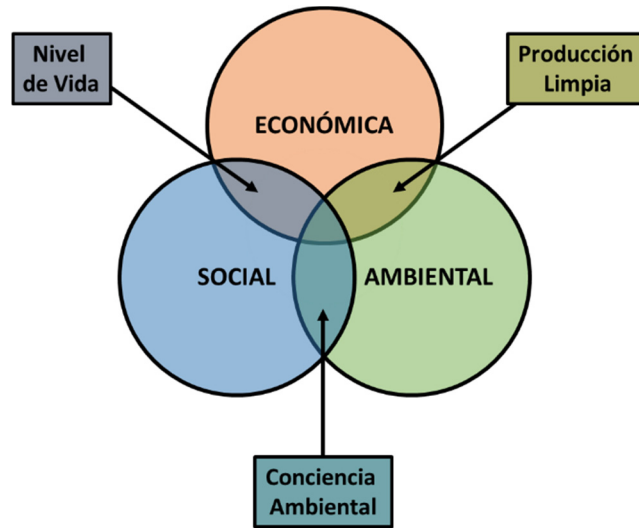 Nivel
de Vida
Producción
Limpia
ECONÓMICA
SOCIAL
AMBIENTAL
Conciencia
Ambiental